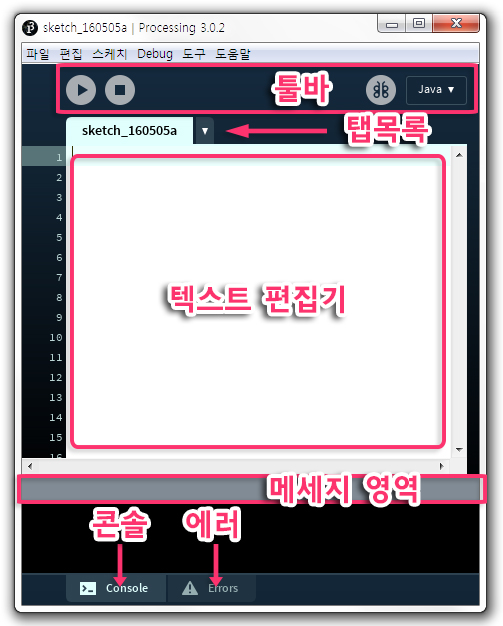 sketch_160505a | Processing 3.0.2
파일 편집 스케치 Debug 도구 도움말
툴바
Java ▾
sketch_160505a ▾
탭목록
1
2
3
4
5
6
7
8
9
10
11
12
13
14
15
16
텍스트 편집기
메세지 영역
콘솔 에러
Console Errors